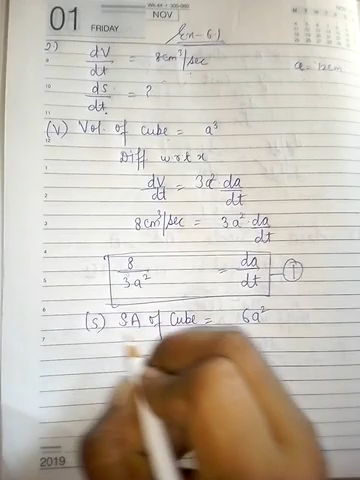 01 FRIDAY
NOV
Ex-6.1
2) dV/dt = 8cm³/sec a = 12cm
ds/dt = ?
(V) Vol. of cube = a³
Diff w.r.t x
dV/dt = 3a² da/dt
8cm³/sec = 3a² da/dt
8/3a² = da/dt — 1
(S) SA of Cube = 6a²
2019